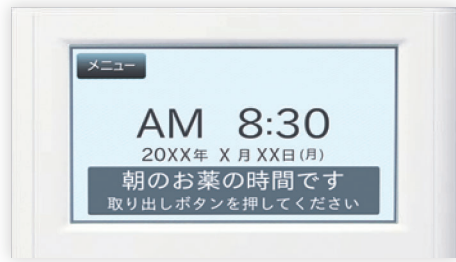 メニュー
AM 8:30
20XX年 X月XX日(月)
朝のお薬の時間です
取り出しボタンを押してください